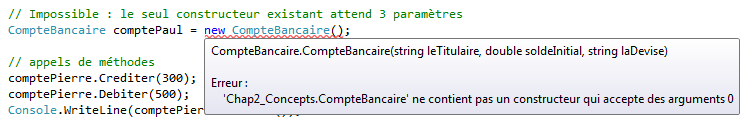 // Impossible : le seul constructeur existant attend 3 paramètres
CompteBancaire comptePaul = new CompteBancaire();
CompteBancaire.CompteBancaire(string leTitulaire, double soldeInitial, string laDevise)
// appels de méthodes
comptePierre.Crediter(300);
Erreur :
comptePierre.Debiter(500);
'Chap2_Concepts.CompteBancaire' ne contient pas un constructeur qui accepte des arguments 0
Console.WriteLine(comptePier